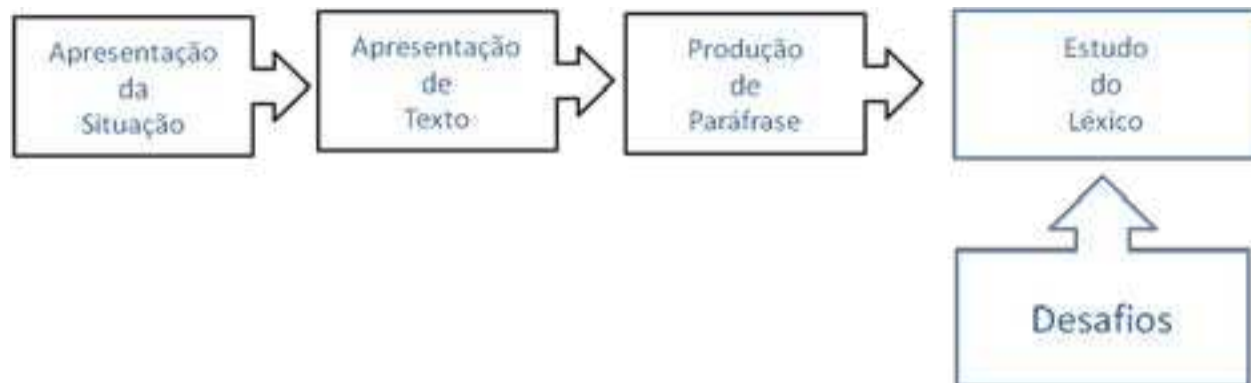 Apresentação
da
Situação
Apresentação
de
Texto
Produção
de
Paráfrase
Estudo
do
Léxico
Desafios